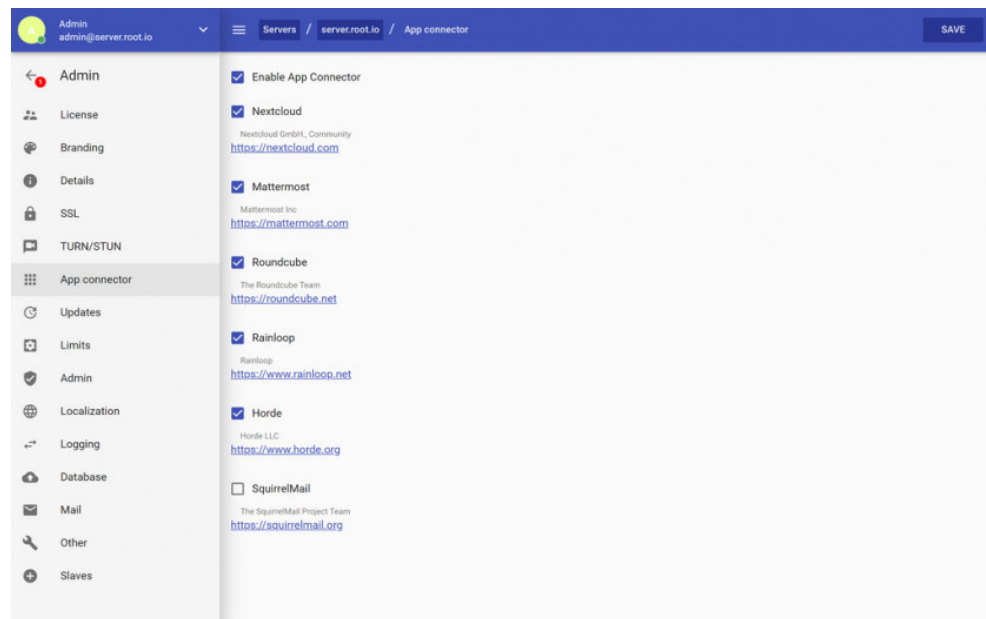 Admin
admin@server.root.io
Servers / server.root.io / App connector
SAVE
1
Admin
License
Branding
Details
SSL
TURN/STUN
App connector
Updates
Limits
Admin
Localization
Logging
Database
Mail
Other
Slaves
Enable App Connector
Nextcloud
Nextcloud GmbH., Community
https://nextcloud.com
Mattermost
Mattermost Inc
https://mattermost.com
Roundcube
The Roundcube Team
https://roundcube.net
Rainloop
Rainloop
https://www.rainloop.net
Horde
Horde LLC
https://www.horde.org
SquirrelMail
The SquirrelMail Project Team
https://squirrelmail.org